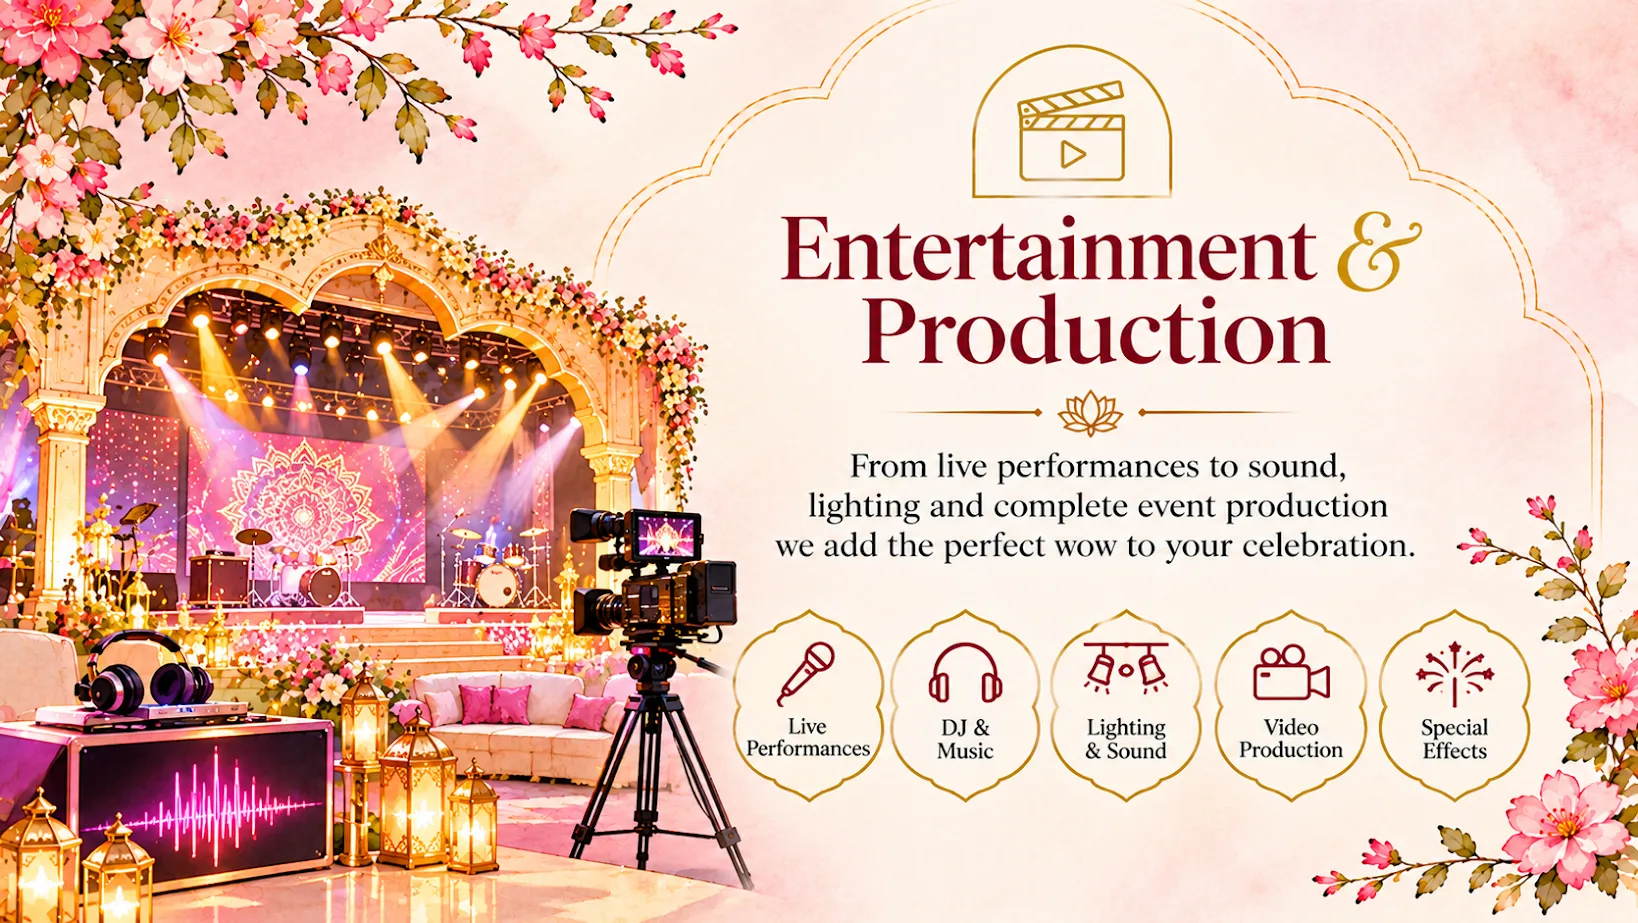 Entertainment &
Production
From live performances to sound,
lighting and complete event production
we add the perfect wow to your celebration.
Live
Performances
DJ &
Music
Lighting
& Sound
Video
Production
Special
Effects